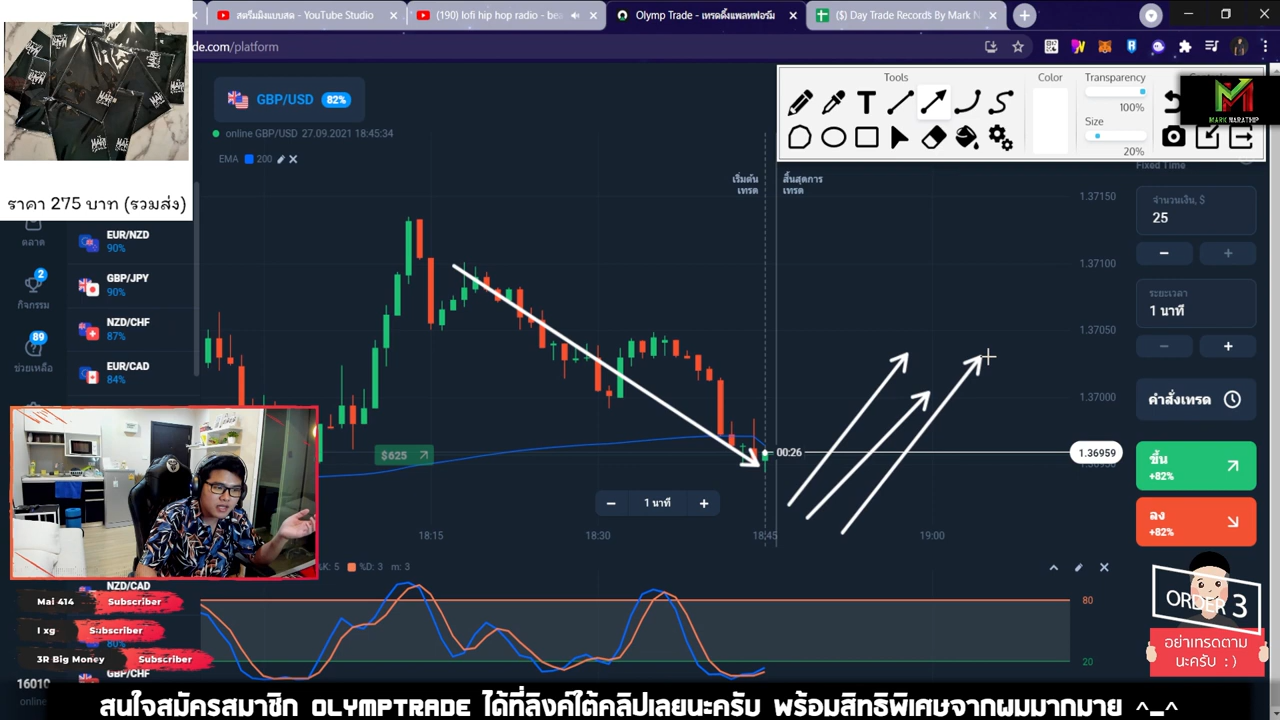 สตรีมมิงแบบสด - YouTube Studio
(190) lofi hip hop radio - bea
Olymp Trade - เทรดดิ้งแพลทฟอร์ม
($) Day Trade Records By Mark N
de.com/platform
ราคา 275 บาท (รวมส่ง)
GBP/USD 82%
online GBP/USD 27.09.2021 18:45:34
EMA 200
Tools
Color
Transparency
100%
Size
20%
MARK NARATHIP
เริ่มต้น
เทรด
สิ้นสุดการ
เทรด
Fixed Time
จำนวนเงิน, $
25
ระยะเวลา
1 นาที
คำสั่งเทรด
ขึ้น
+82%
ลง
+82%
1.37150
1.37100
1.37050
1.37000
1.36959
ตลาด
2
กิจกรรม
89
ช่วยเหลือ
EUR/NZD
90%
GBP/JPY
90%
NZD/CHF
87%
EUR/CAD
84%
$625
00:26
1 นาที
18:15
18:30
18:45
19:00
%K: 5 %D: 3 m: 3
80
20
NZD/CAD
Mai 414 Subscriber
I xg Subscriber
80%
3R Big Money Subscriber
GBP/CHF
16010
online
ORDER 3
อย่าเทรดตาม
นะครับ :)
สนใจสมัครสมาชิก OLYMPTRADE ได้ที่ลิงค์ใต้คลิปเลยนะครับ พร้อมสิทธิพิเศษจากผมมากมาย ^_^